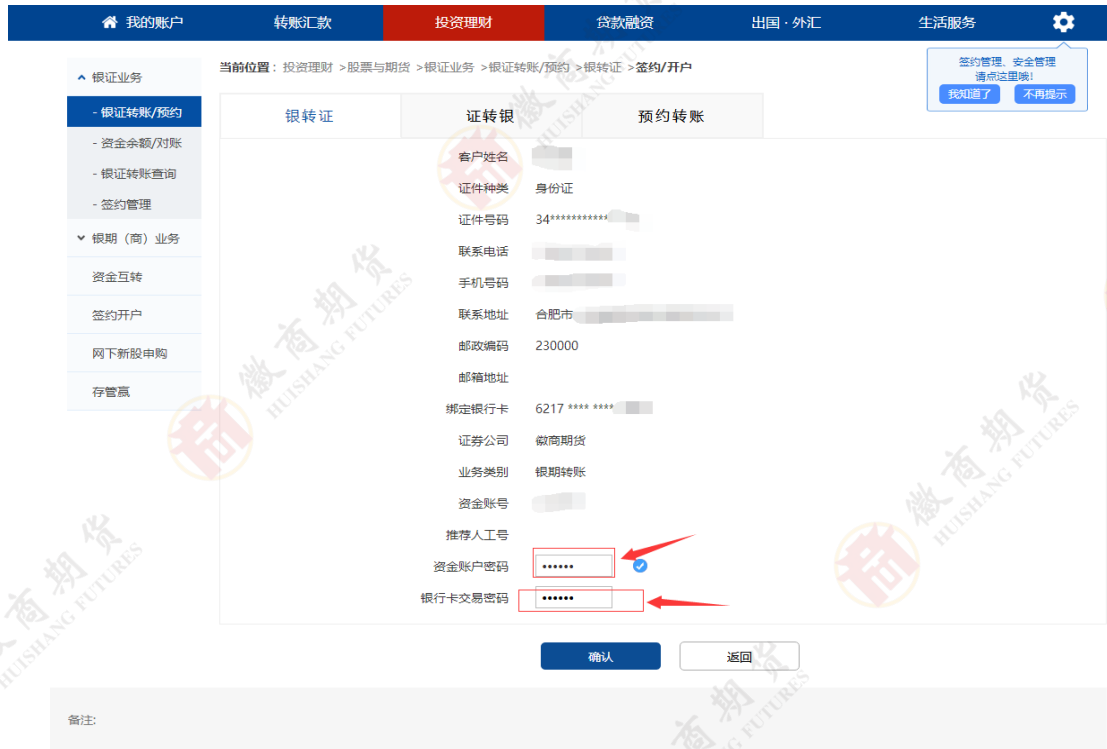 我的账户 转账汇款 投资理财 贷款融资 出国 · 外汇 生活服务
签约管理、安全管理
请点这里哦!
我知道了 不再提示
当前位置：投资理财 >股票与期货 >银证业务 >银证转账/预约 >银转证 >签约/开户
银证业务
- 银证转账/预约
- 资金余额/对账
- 银证转账查询
- 签约管理
银期（商）业务
资金互转
签约开户
网下新股申购
存管赢
银转证 证转银 预约转账
客户姓名
证件种类 身份证
证件号码 34***********
联系电话
手机号码
联系地址 合肥市
邮政编码 230000
邮箱地址
绑定银行卡 6217 **** ****
证券公司 徽商期货
业务类别 银期转账
资金账号
推荐人工号
资金账户密码 ••••••
银行卡交易密码 ••••••
确认 返回
备注:
徽商期货
HUISHANG FUTURES
徽商期货
HUISHANG FUTURES
徽商期货
HUISHANG FUTURES